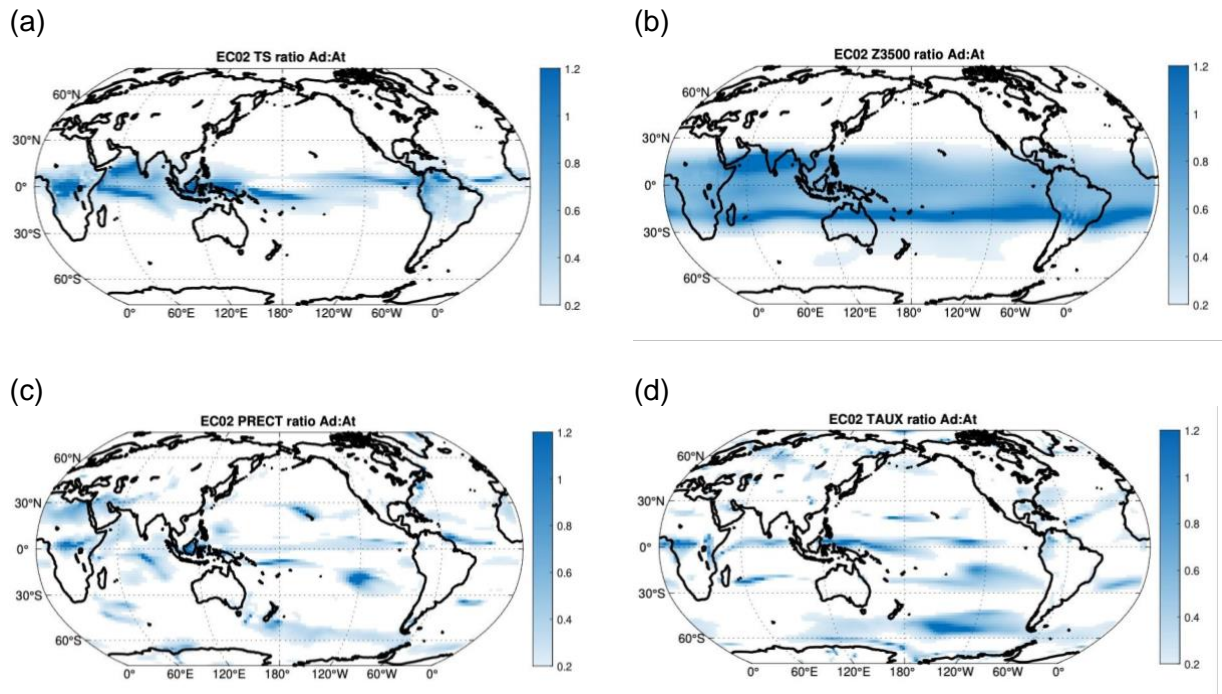 (a)
(b)
EC02 TS ratio Ad:At
EC02 Z3500 ratio Ad:At
60°N
30°N
0°
30°S
60°S
0° 60°E 120°E 180° 120°W 60°W 0°
1.2
1
0.8
0.6
0.4
0.2
60°N
30°N
0°
30°S
60°S
0° 60°E 120°E 180° 120°W 60°W 0°
1.2
1
0.8
0.6
0.4
0.2
(c)
(d)
EC02 PRECT ratio Ad:At
EC02 TAUX ratio Ad:At
60°N
30°N
0°
30°S
60°S
0° 60°E 120°E 180° 120°W 60°W 0°
1.2
1
0.8
0.6
0.4
0.2
60°N
30°N
0°
30°S
60°S
0° 60°E 120°E 180° 120°W 60°W 0°
1.2
1
0.8
0.6
0.4
0.2